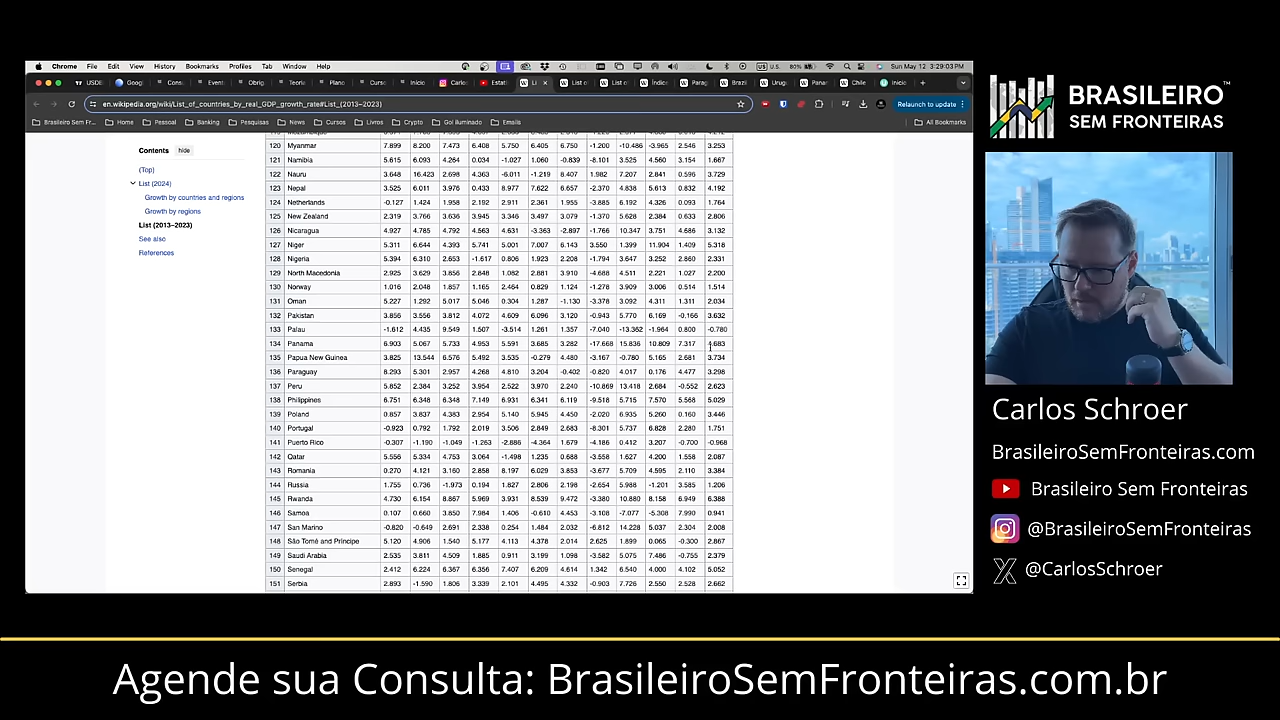 Chrome File Edit View History Bookmarks Profiles Tab Window Help
U.S. 80% Sun May 12 3:29:03 PM
USD Goog Cons Event Obrig Teoria Plano Curso Início Carlos Estat Li List o List o Índic Parag Brazil Urug Panar Chile Início
en.wikipedia.org/wiki/List_of_countries_by_real_GDP_growth_rate#List_(2013–2023)
Relaunch to update
Brasileiro Sem Fr... Home Pessoal Banking Pesquisas News Cursos Livros Crypto Gol iluminado Emails All Bookmarks
Contents hide
(Top)
List (2024)
Growth by countries and regions
Growth by regions
List (2013–2023)
See also
References
120 Myanmar 7.899 8.200 7.473 6.408 5.750 6.405 6.750 -1.200 -10.486 -3.965 2.546 3.253
121 Namibia 5.615 6.093 4.264 0.034 -1.027 1.060 -0.839 -8.101 3.525 4.560 3.154 1.667
122 Nauru 3.648 16.423 2.698 4.363 -6.011 -1.219 8.407 1.982 7.207 2.841 0.596 3.729
123 Nepal 3.525 6.011 3.976 0.433 8.977 7.622 6.657 -2.370 4.838 5.613 0.832 4.192
124 Netherlands -0.127 1.424 1.958 2.192 2.911 2.361 1.955 -3.885 6.192 4.326 0.093 1.764
125 New Zealand 2.319 3.766 3.636 3.945 3.346 3.497 3.079 -1.370 5.628 2.384 0.633 2.806
126 Nicaragua 4.927 4.785 4.792 4.563 4.631 -3.363 -2.897 -1.766 10.347 3.751 4.686 3.132
127 Niger 5.311 6.644 4.393 5.741 5.001 7.007 6.143 3.550 1.399 11.904 1.409 5.318
128 Nigeria 5.394 6.310 2.653 -1.617 0.806 1.923 2.208 -1.794 3.647 3.252 2.860 2.331
129 North Macedonia 2.925 3.629 3.856 2.848 1.082 2.881 3.910 -4.688 4.511 2.221 1.027 2.200
130 Norway 1.016 2.048 1.857 1.165 2.464 0.829 1.124 -1.278 3.909 3.006 0.514 1.514
131 Oman 5.227 1.292 5.017 5.046 0.304 1.287 -1.130 -3.378 3.092 4.311 1.311 2.034
132 Pakistan 3.856 3.556 3.812 4.072 4.609 6.096 3.120 -0.943 5.770 6.169 -0.166 3.632
133 Palau -1.612 4.435 9.549 1.507 -3.514 1.261 1.357 -7.040 -13.362 -1.964 0.800 -0.780
134 Panama 6.903 5.067 5.733 4.953 5.591 3.685 3.282 -17.668 15.836 10.809 7.317 4.683
135 Papua New Guinea 3.825 13.544 6.576 5.492 3.535 -0.279 4.480 -3.167 -0.780 5.165 2.681 3.734
136 Paraguay 8.293 5.301 2.957 4.268 4.810 3.204 -0.402 -0.820 4.017 0.176 4.477 3.298
137 Peru 5.852 2.384 3.252 3.954 2.522 3.970 2.240 -10.869 13.418 2.684 -0.552 2.623
138 Philippines 6.751 6.348 6.348 7.149 6.931 6.341 6.119 -9.518 5.715 7.570 5.568 5.029
139 Poland 0.857 3.837 4.383 2.954 5.140 5.945 4.450 -2.020 6.935 5.260 0.160 3.446
140 Portugal -0.923 0.792 1.792 2.019 3.506 2.849 2.683 -8.301 5.737 6.828 2.280 1.751
141 Puerto Rico -0.307 -1.190 -1.049 -1.263 -2.886 -4.364 1.679 -4.186 0.412 3.207 -0.700 -0.968
142 Qatar 5.556 5.334 4.753 3.064 -1.498 1.235 0.688 -3.558 1.627 4.200 1.558 2.087
143 Romania 0.270 4.121 3.160 2.858 8.197 6.029 3.853 -3.677 5.709 4.595 2.110 3.384
144 Russia 1.755 0.736 -1.973 0.194 1.827 2.806 2.198 -2.654 5.988 -1.201 3.585 1.206
145 Rwanda 4.730 6.154 8.867 5.969 3.931 8.539 9.472 -3.380 10.880 8.158 6.949 6.388
146 Samoa 0.107 0.660 3.850 7.984 1.406 -0.610 4.453 -3.108 -7.077 -5.308 7.990 0.941
147 San Marino -0.820 -0.649 2.691 2.338 0.254 1.484 2.032 -6.812 14.228 5.037 2.304 2.008
148 São Tomé and Príncipe 5.120 4.906 1.540 5.177 4.113 4.378 2.014 2.625 1.899 0.065 -0.300 2.867
149 Saudi Arabia 2.535 3.811 4.509 1.885 0.911 3.199 1.098 -3.582 5.075 7.486 -0.755 2.379
150 Senegal 2.412 6.224 6.367 6.356 7.407 6.209 4.614 1.342 6.540 4.000 4.102 5.052
151 Serbia 2.893 -1.590 1.806 3.339 2.101 4.495 4.332 -0.903 7.726 2.550 2.528 2.662
BRASILEIRO™
SEM FRONTEIRAS
Carlos Schroer
BrasileiroSemFronteiras.com
Brasileiro Sem Fronteiras
@BrasileiroSemFronteiras
@CarlosSchroer
Agende sua Consulta: BrasileiroSemFronteiras.com.br